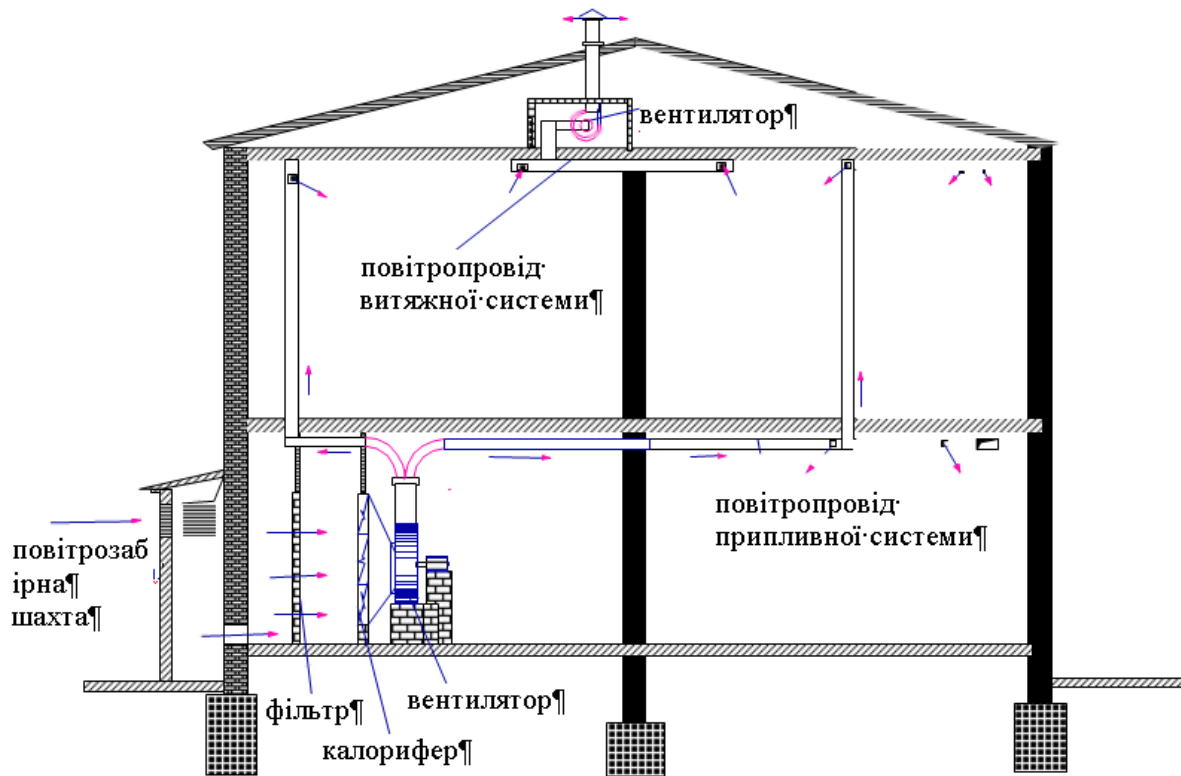 вентилятор¶
повітропровід·
витяжної·системи¶
повітропровід·
припливної·системи¶
повітрозаб
ірна¶
шахта¶
фільтр¶
вентилятор¶
калорифер¶